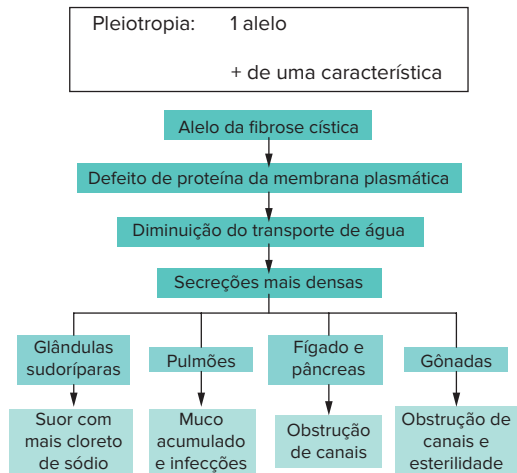 Pleiotropia: 1 alelo
+ de uma característica
Alelo da fibrose cística
Defeito de proteína da membrana plasmática
Diminuição do transporte de água
Secreções mais densas
Glândulas
sudoríparas
Pulmões
Fígado e
pâncreas
Gônadas
Suor com
mais cloreto
de sódio
Muco
acumulado
e infecções
Obstrução
de canais
Obstrução de
canais e
esterilidade